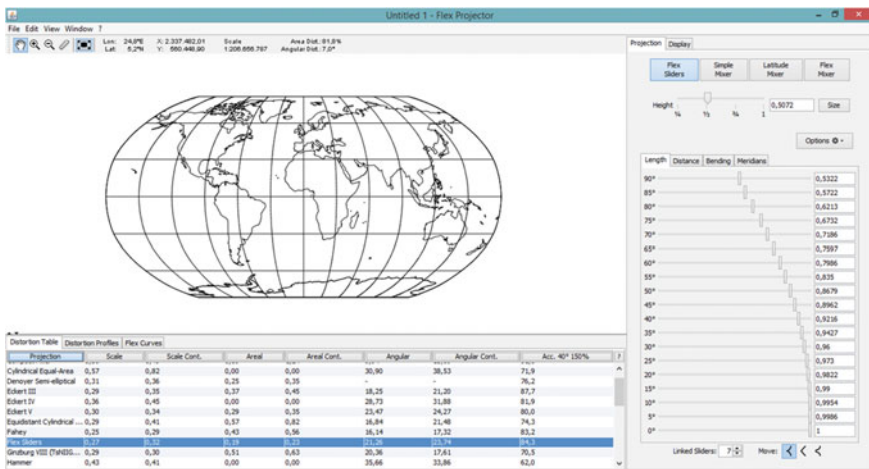 Untitled 1 - Flex Projector
File Edit View Window ?
Lon: 24,8°E X: 2.337.482,01 Scale Area Dist.: 81,8%
Lat: 5,2°N Y: 580.448,90 1:206.656.787 Angular Dist.: 7,0°
Projection Display
Flex Sliders Simple Mixer Latitude Mixer Flex Mixer
Height 0,5072 Size
¼ ½ ¾ 1
Options
Length Distance Bending Meridians
90° 0,5322
85° 0,5722
80° 0,6213
75° 0,6732
70° 0,7186
65° 0,7597
60° 0,7986
55° 0,835
50° 0,8679
45° 0,8962
40° 0,9216
35° 0,9427
30° 0,96
25° 0,973
20° 0,9822
15° 0,99
10° 0,9954
5° 0,9986
0° 1
Linked Sliders: 7 Move:
Distortion Table Distortion Profiles Flex Curves
Projection Scale Scale Cont. Areal Areal Cont. Angular Angular Cont. Acc. 40° 150% ?
Cylindrical Equal-Area 0,57 0,82 0,00 0,00 30,90 38,53 71,9
Denoyer Semi-elliptical 0,31 0,36 0,25 0,35 - - 76,2
Eckert III 0,29 0,35 0,37 0,45 18,25 21,20 87,7
Eckert IV 0,36 0,45 0,00 0,00 28,73 31,88 81,9
Eckert V 0,30 0,34 0,29 0,35 23,47 24,27 80,0
Equidistant Cylindrical ... 0,29 0,41 0,57 0,82 16,84 21,48 74,3
Fahey 0,25 0,29 0,43 0,56 16,14 17,32 83,2
Flex Sliders 0,27 0,32 0,19 0,23 21,26 23,74 84,3
Ginzburg VIII (TsNIIG... 0,29 0,30 0,51 0,63 20,36 17,61 70,5
Hammer 0,43 0,41 0,00 0,00 35,66 33,86 62,0